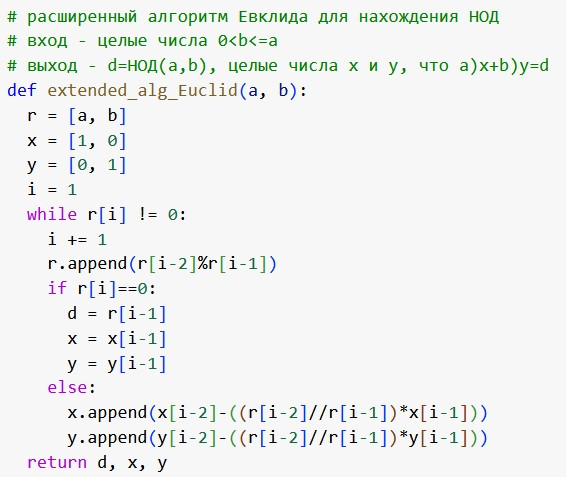 # расширенный алгоритм Евклида для нахождения НОД
# вход - целые числа 0<b<=a
# выход - d=НОД(a,b), целые числа x и y, что a)x+b)y=d
def extended_alg_Euclid(a, b):
  r = [a, b]
  x = [1, 0]
  y = [0, 1]
  i = 1
  while r[i] != 0:
    i += 1
    r.append(r[i-2]%r[i-1])
    if r[i]==0:
      d = r[i-1]
      x = x[i-1]
      y = y[i-1]
    else:
      x.append(x[i-2]-((r[i-2]//r[i-1])*x[i-1]))
      y.append(y[i-2]-((r[i-2]//r[i-1])*y[i-1]))
  return d, x, y